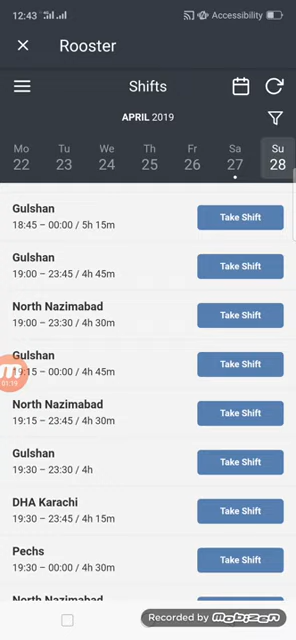 12:43
Accessibility
Rooster
Shifts
APRIL 2019
Mo Tu We Th Fr Sa Su
22 23 24 25 26 27 28
Gulshan
18:45 – 00:00 / 5h 15m
Take Shift
Gulshan
19:00 – 23:45 / 4h 45m
Take Shift
North Nazimabad
19:00 – 23:30 / 4h 30m
Take Shift
Gulshan
19:15 – 00:00 / 4h 45m
Take Shift
01:19
North Nazimabad
19:15 – 23:45 / 4h 30m
Take Shift
Gulshan
19:30 – 23:30 / 4h
Take Shift
DHA Karachi
19:30 – 23:45 / 4h 15m
Take Shift
Pechs
19:30 – 00:00 / 4h 30m
Take Shift
North Nazimabad
Recorded by mobizen